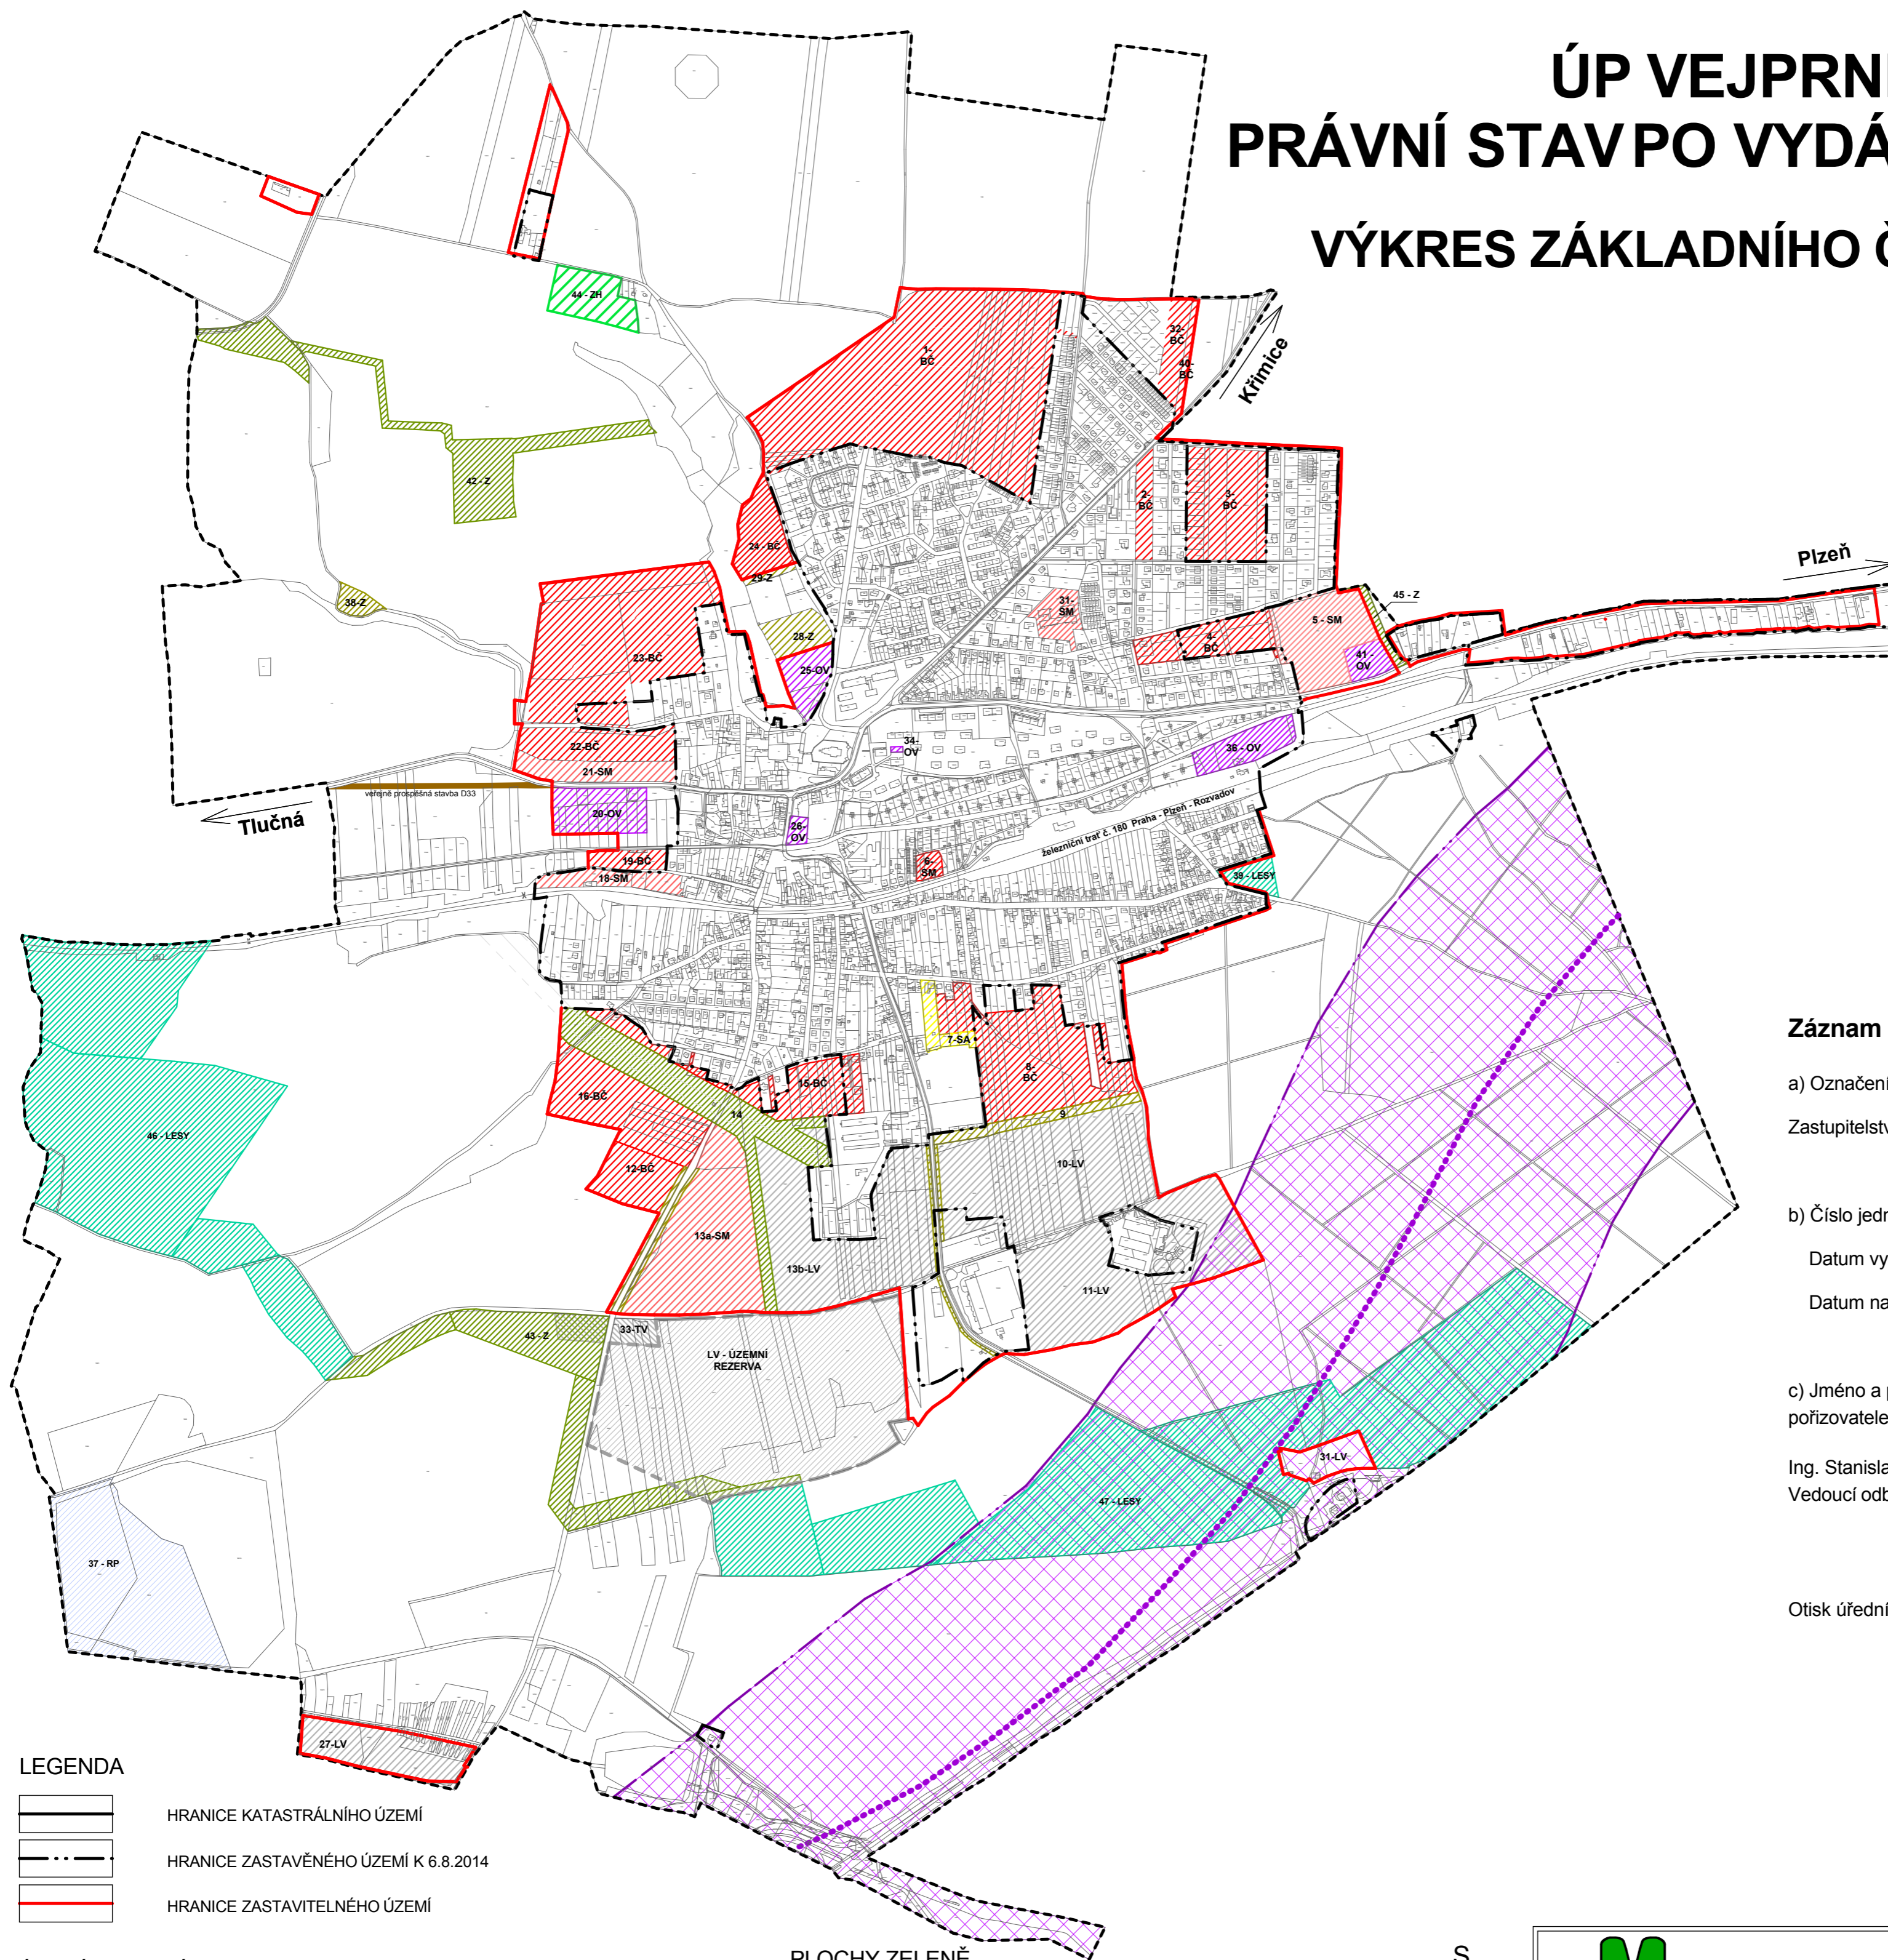 ÚP VEJPRNI
PRÁVNÍ STAV PO VYDÁ
VÝKRES ZÁKLADNÍHO Č
44 - ZH
1-
BČ
32-
BČ
40-
BČ
Křimice
42 - Z
2-
BČ
3-
BČ
24 - BČ
29-Z
Plzeň
38-Z
31-
SM
45 - Z
28-Z
4-
BČ
5 - SM
23-BČ
25-OV
41 -
OV
22-BČ
34-
OV
36 - OV
21-SM
veřejně prospěšná stavba D33
Tlučná
20-OV
26-
OV
železniční trať č. 180 Praha - Plzeň - Rozvadov
19-BČ
6-
SM
18-SM
39 - LESY
Záznam
7-SA
8-
BČ
15-BČ
a) Označení
16-BČ
14
9
Zastupitelstv
46 - LESY
12-BČ
10-LV
b) Číslo jedn
13a-SM
Datum vy
13b-LV
11-LV
Datum na
43 - Z
33-TV
LV - ÚZEMNÍ
REZERVA
c) Jméno a p
pořizovatele
31-LV
Ing. Stanisla
Vedoucí odb
47 - LESY
37 - RP
Otisk úřední
27-LV
LEGENDA
HRANICE KATASTRÁLNÍHO ÚZEMÍ
HRANICE ZASTAVĚNÉHO ÚZEMÍ K 6.8.2014
HRANICE ZASTAVITELNÉHO ÚZEMÍ
PLOCHY ZELENĚ
S